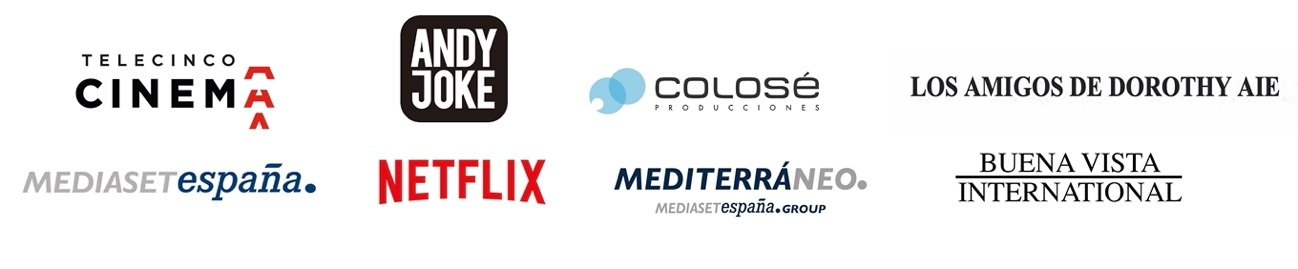 TELECINCO
CINEMA
ANDY
JOKE
COLOSé
PRODUCCIONES
LOS AMIGOS DE DOROTHY AIE
MEDIASETespaña.
NETFLIX
MEDITERRÁNEO.
MEDIASETespaña.GROUP
BUENA VISTA
INTERNATIONAL